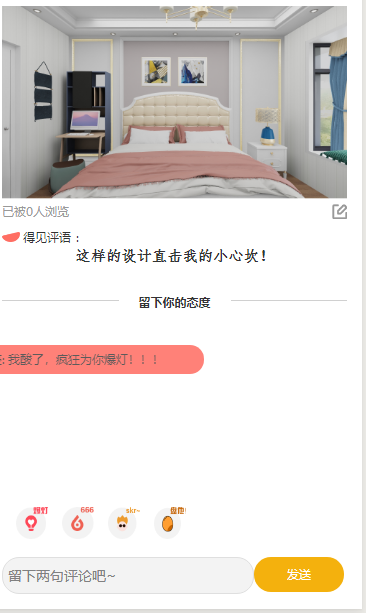 已被0人浏览
得见评语：
这样的设计直击我的小心坎！
留下你的态度
: 我酸了，疯狂为你爆灯！！！
爆灯
666
skr~
盘他!
留下两句评论吧~
发送